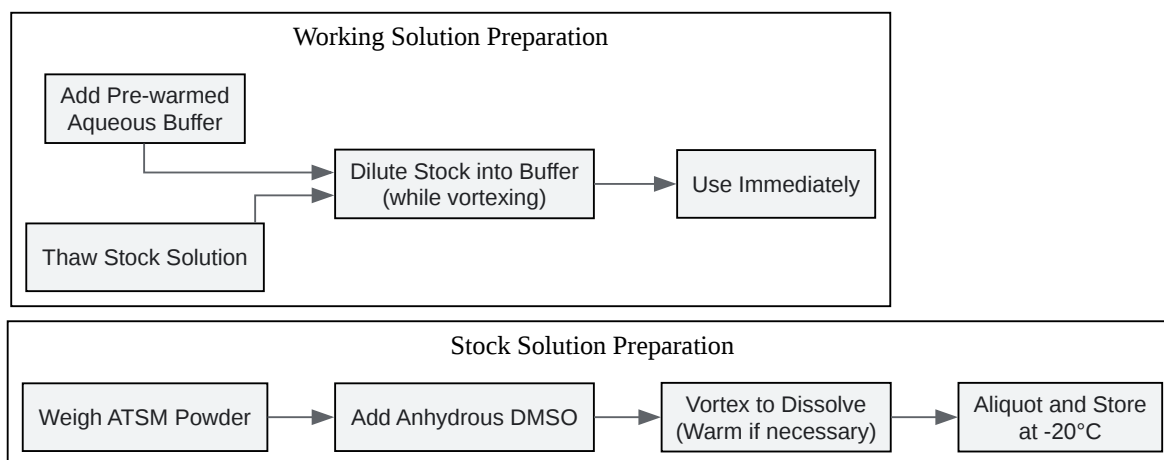 Working Solution Preparation
Add Pre-warmed
Aqueous Buffer
Dilute Stock into Buffer
(while vortexing)
Use Immediately
Thaw Stock Solution
Stock Solution Preparation
Weigh ATSM Powder
Add Anhydrous DMSO
Vortex to Dissolve
(Warm if necessary)
Aliquot and Store
at -20°C